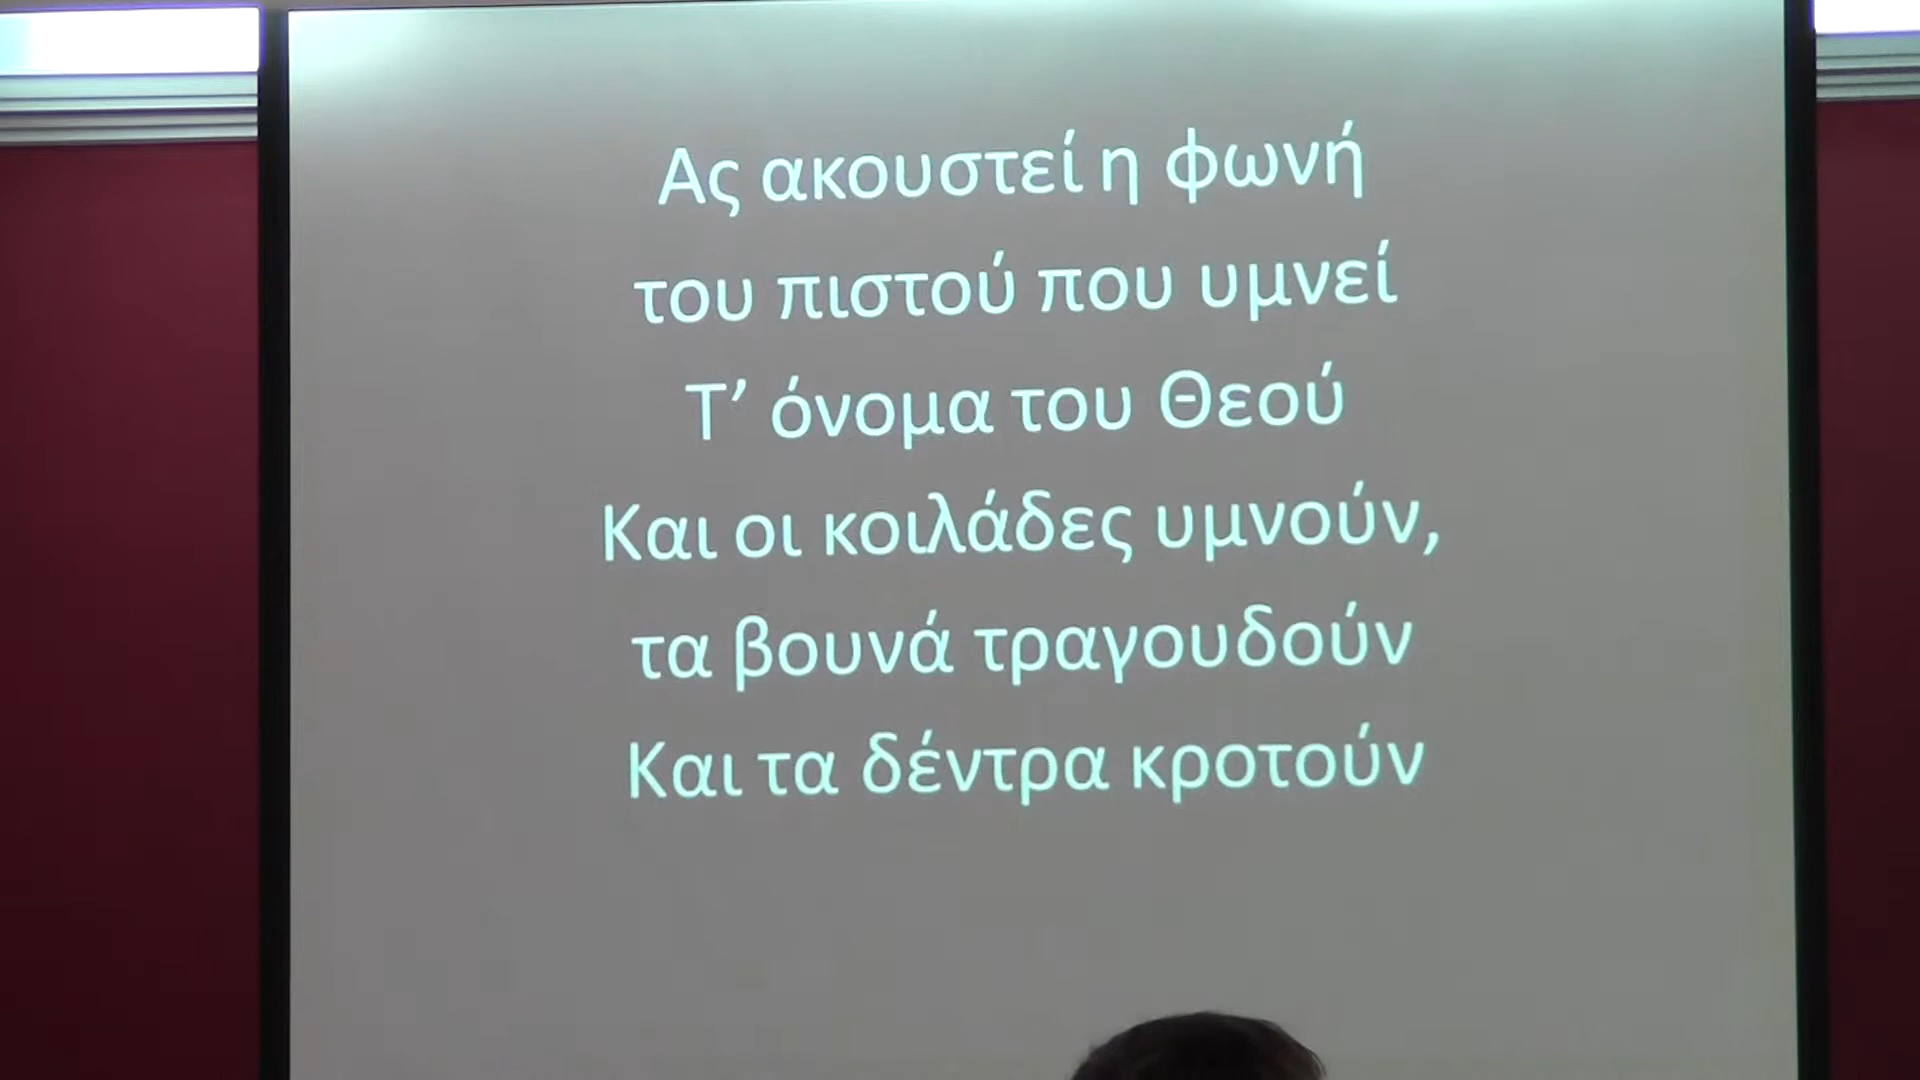 Ας ακουστεί η φωνή
του πιστού που υμνεί
Τ’ όνομα του Θεού
Και οι κοιλάδες υμνούν,
τα βουνά τραγουδούν
Και τα δέντρα κροτούν